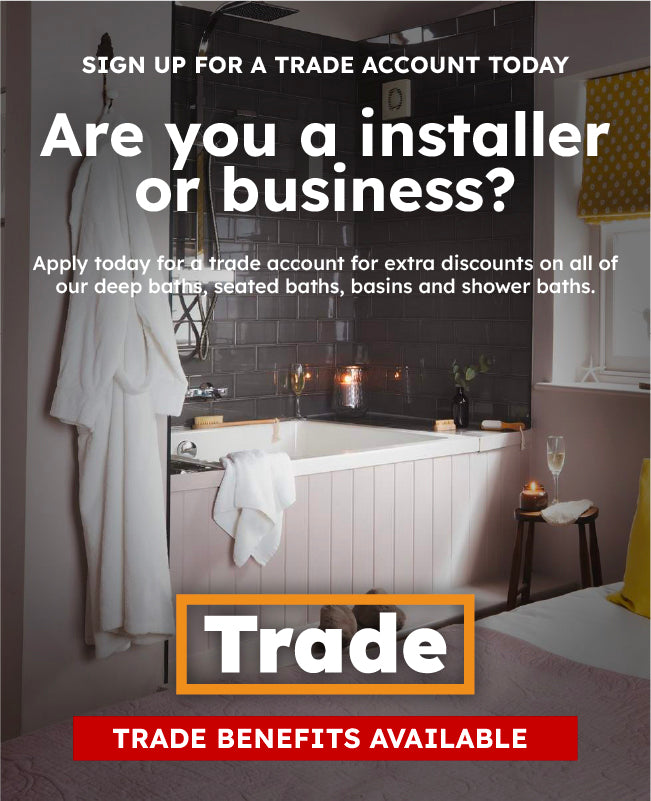 SIGN UP FOR A TRADE ACCOUNT TODAY
Are you a installer
or business?
Apply today for a trade account for extra discounts on all of
our deep baths, seated baths, basins and shower baths.
Trade
TRADE BENEFITS AVAILABLE